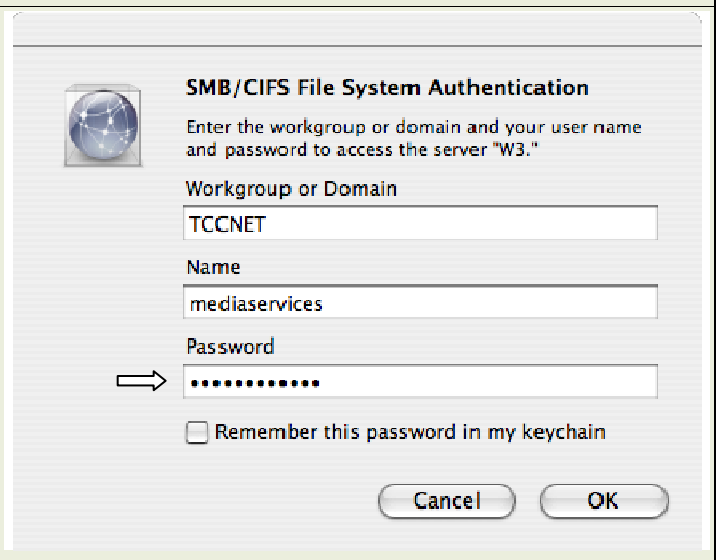 SMB/CIFS File System Authentication
Enter the workgroup or domain and your user name
and password to access the server "W3."
Workgroup or Domain
TCCNET
Name
mediaservices
Password
••••••••••••
Remember this password in my keychain
Cancel OK